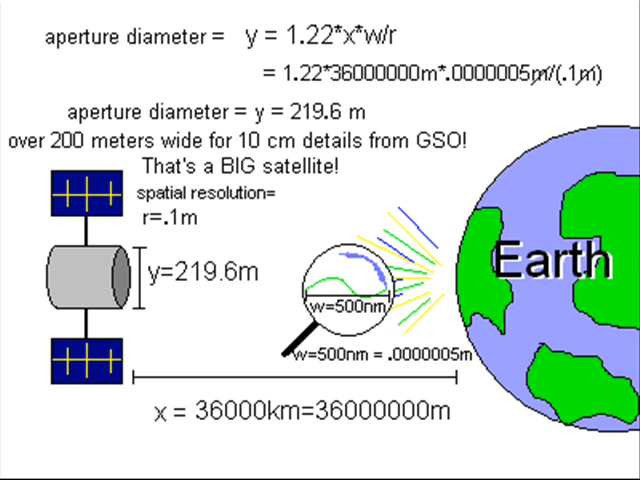 aperture diameter = y = 1.22*x*w/r
= 1.22*36000000m*.0000005m/(.1m)
aperture diameter = y = 219.6 m
over 200 meters wide for 10 cm details from GSO!
That's a BIG satellite!
spatial resolution=
r=.1m
y=219.6m
Earth
w=500nm
w=500nm = .0000005m
x = 36000km=36000000m